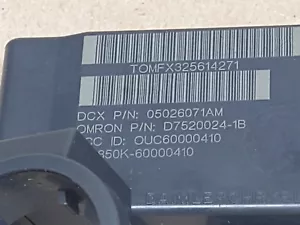 TOMFX325614271
DCX P/N: 05026071AM
OMRON P/N: D7520024-1B
CC ID: OUC60000410
850K-60000410